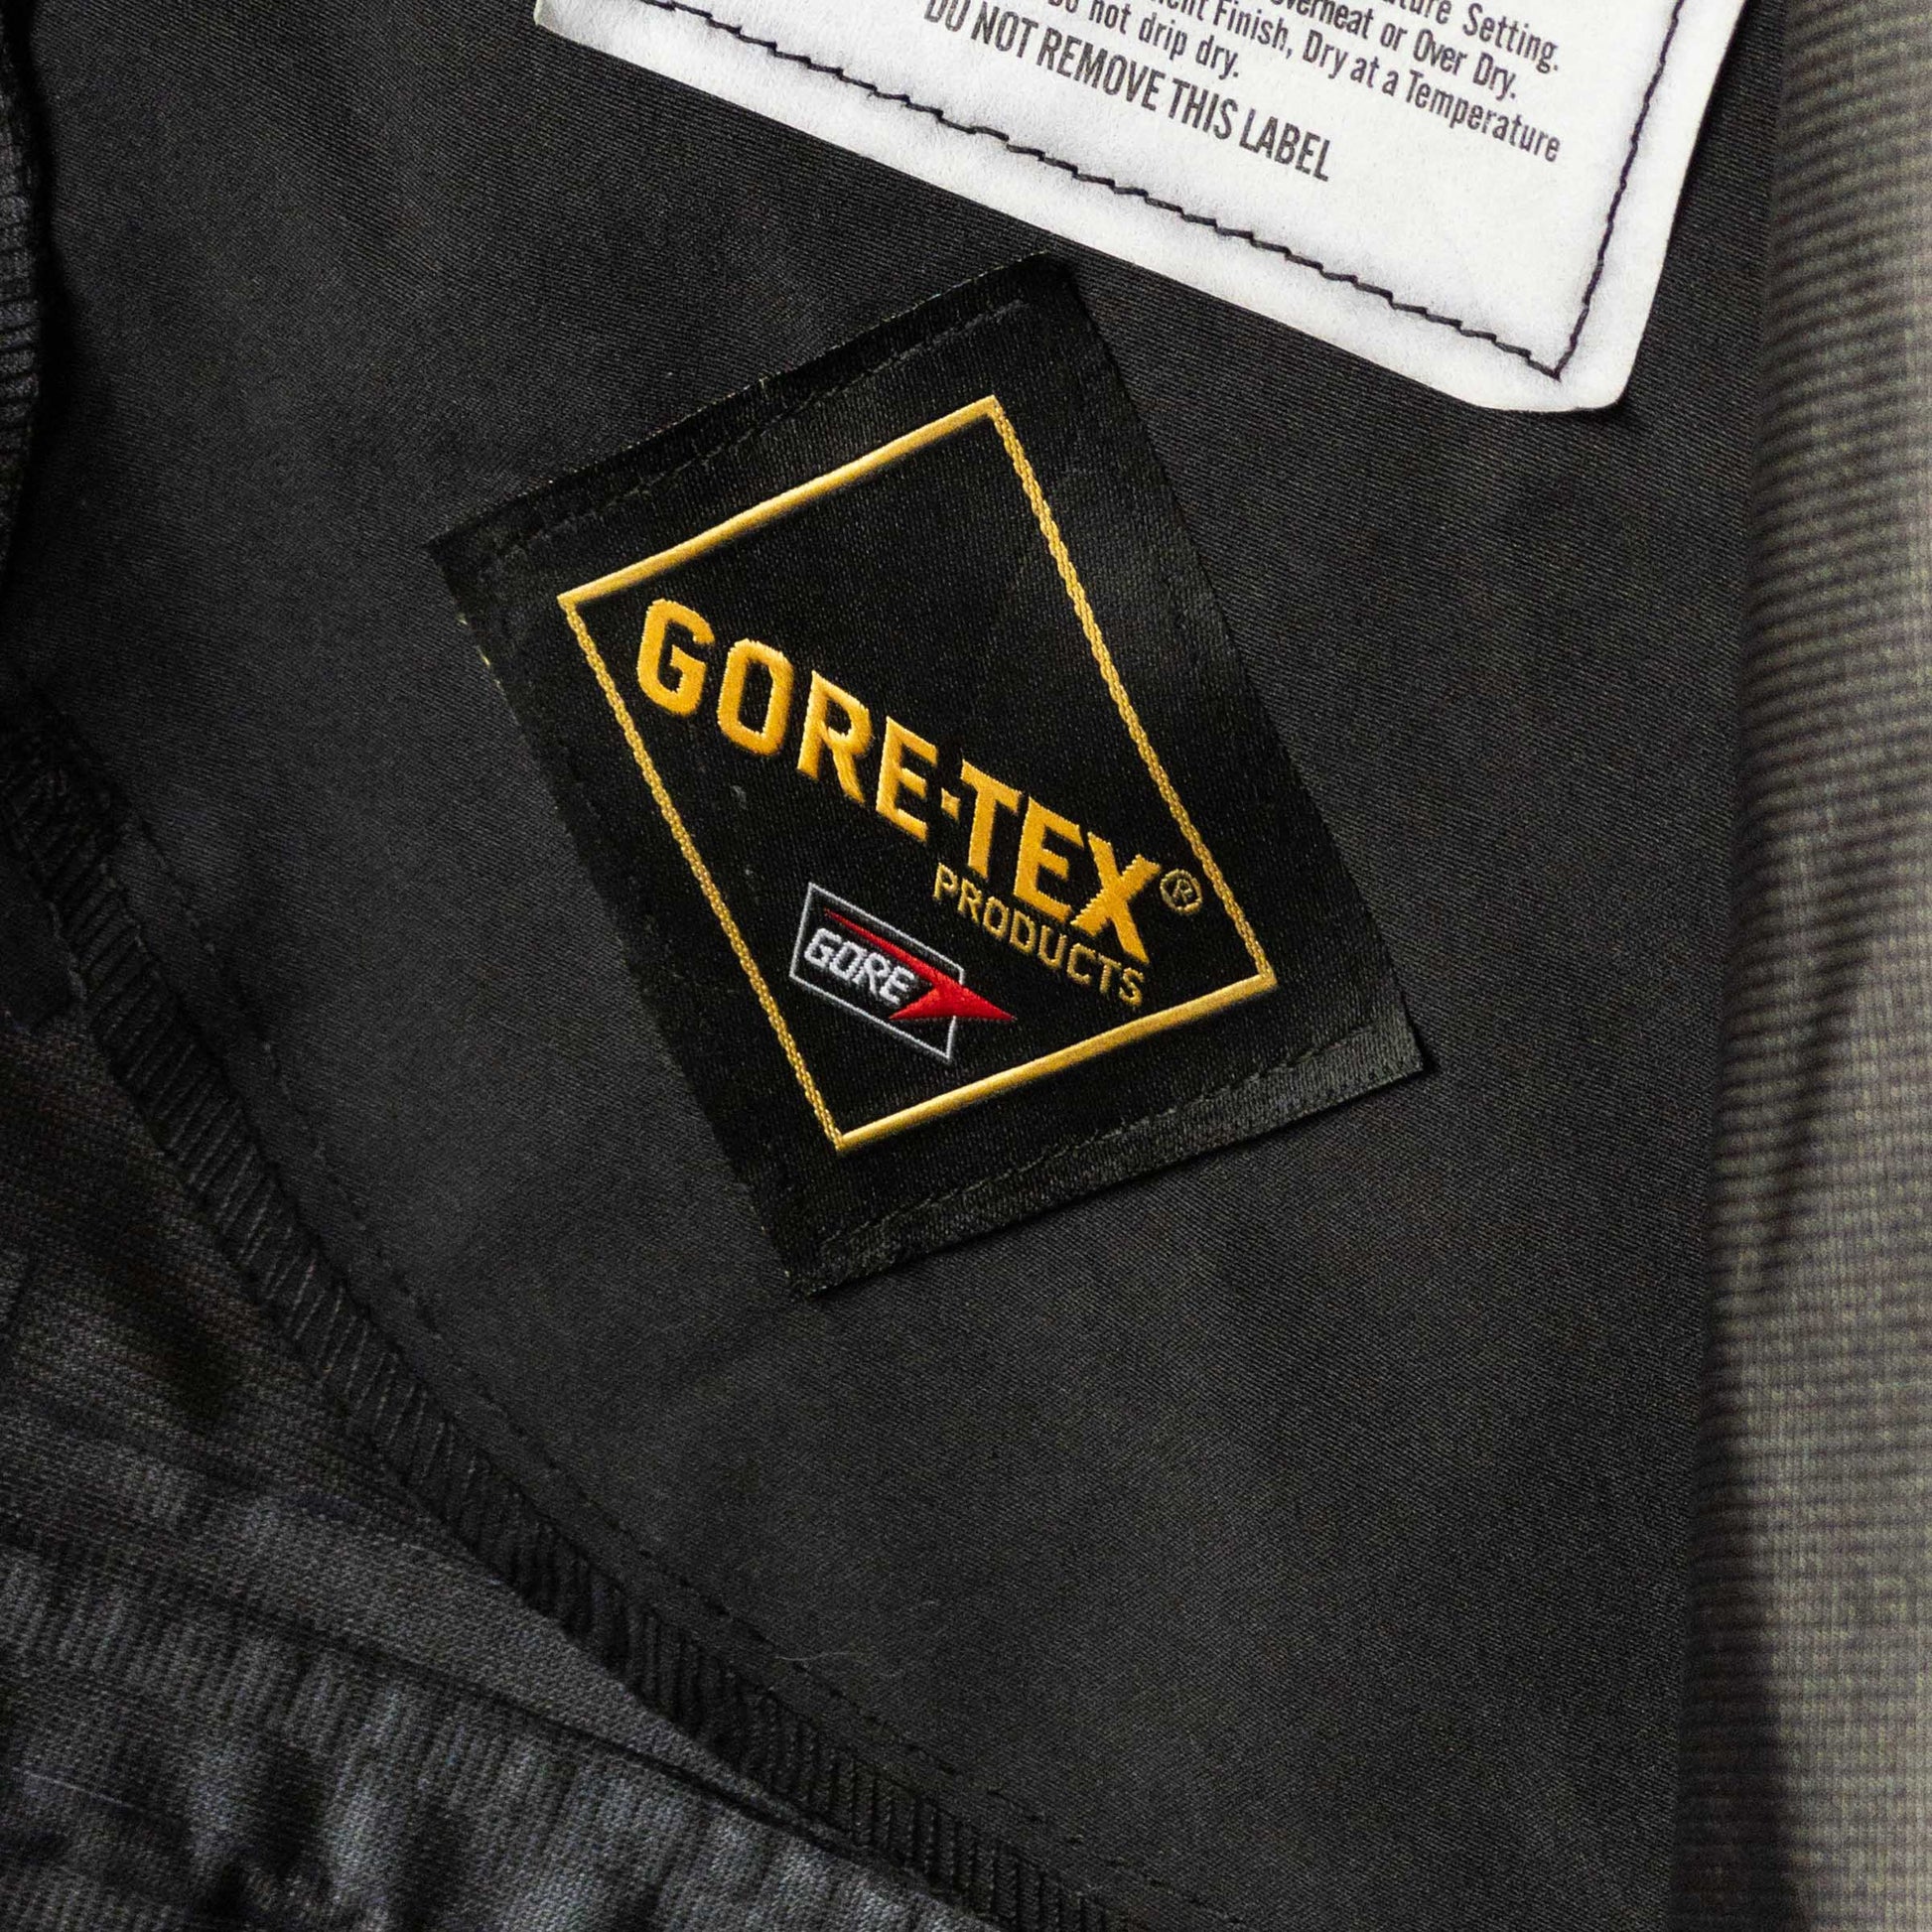 Setting.
Overheat or Over Dry.
Finish, Dry at a Temperature
not drip dry.
DO NOT REMOVE THIS LABEL
GORE-TEX®
PRODUCTS
GORE